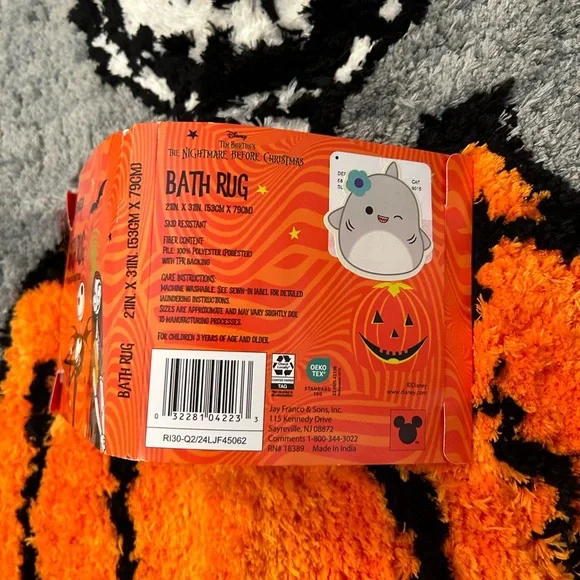 Disney
TIM BURTON'S
THE NIGHTMARE BEFORE CHRISTMAS
BATH RUG
21IN. X 31IN. (53CM X 79CM)
SKID RESISTANT
FIBER CONTENT
PILE: 100% POLYESTER (POLIÉSTER)
WITH TPR BACKING
CARE INSTRUCTIONS:
MACHINE WASHABLE. SEE SEWN-IN LABEL FOR DETAILED
LAUNDERING INSTRUCTIONS.
SIZES ARE APPROXIMATE AND MAY VARY SLIGHTLY DUE
TO MANUFACTURING PROCESSES.
FOR CHILDREN 3 YEARS OF AGE AND OLDER.
BATH RUG 21IN. X 31IN. (53CM X 79CM)
DEP
CAT
9015
TAG
OEKO
TEX®
STANDARD
100
©Disney
www.disney.com
0 32281 04223 3
RI30-Q2/24LJF45062
Jay Franco & Sons, Inc.
115 Kennedy Drive
Sayreville, NJ 08872
Comments 1-800-344-3022
RN# 18389 Made in India